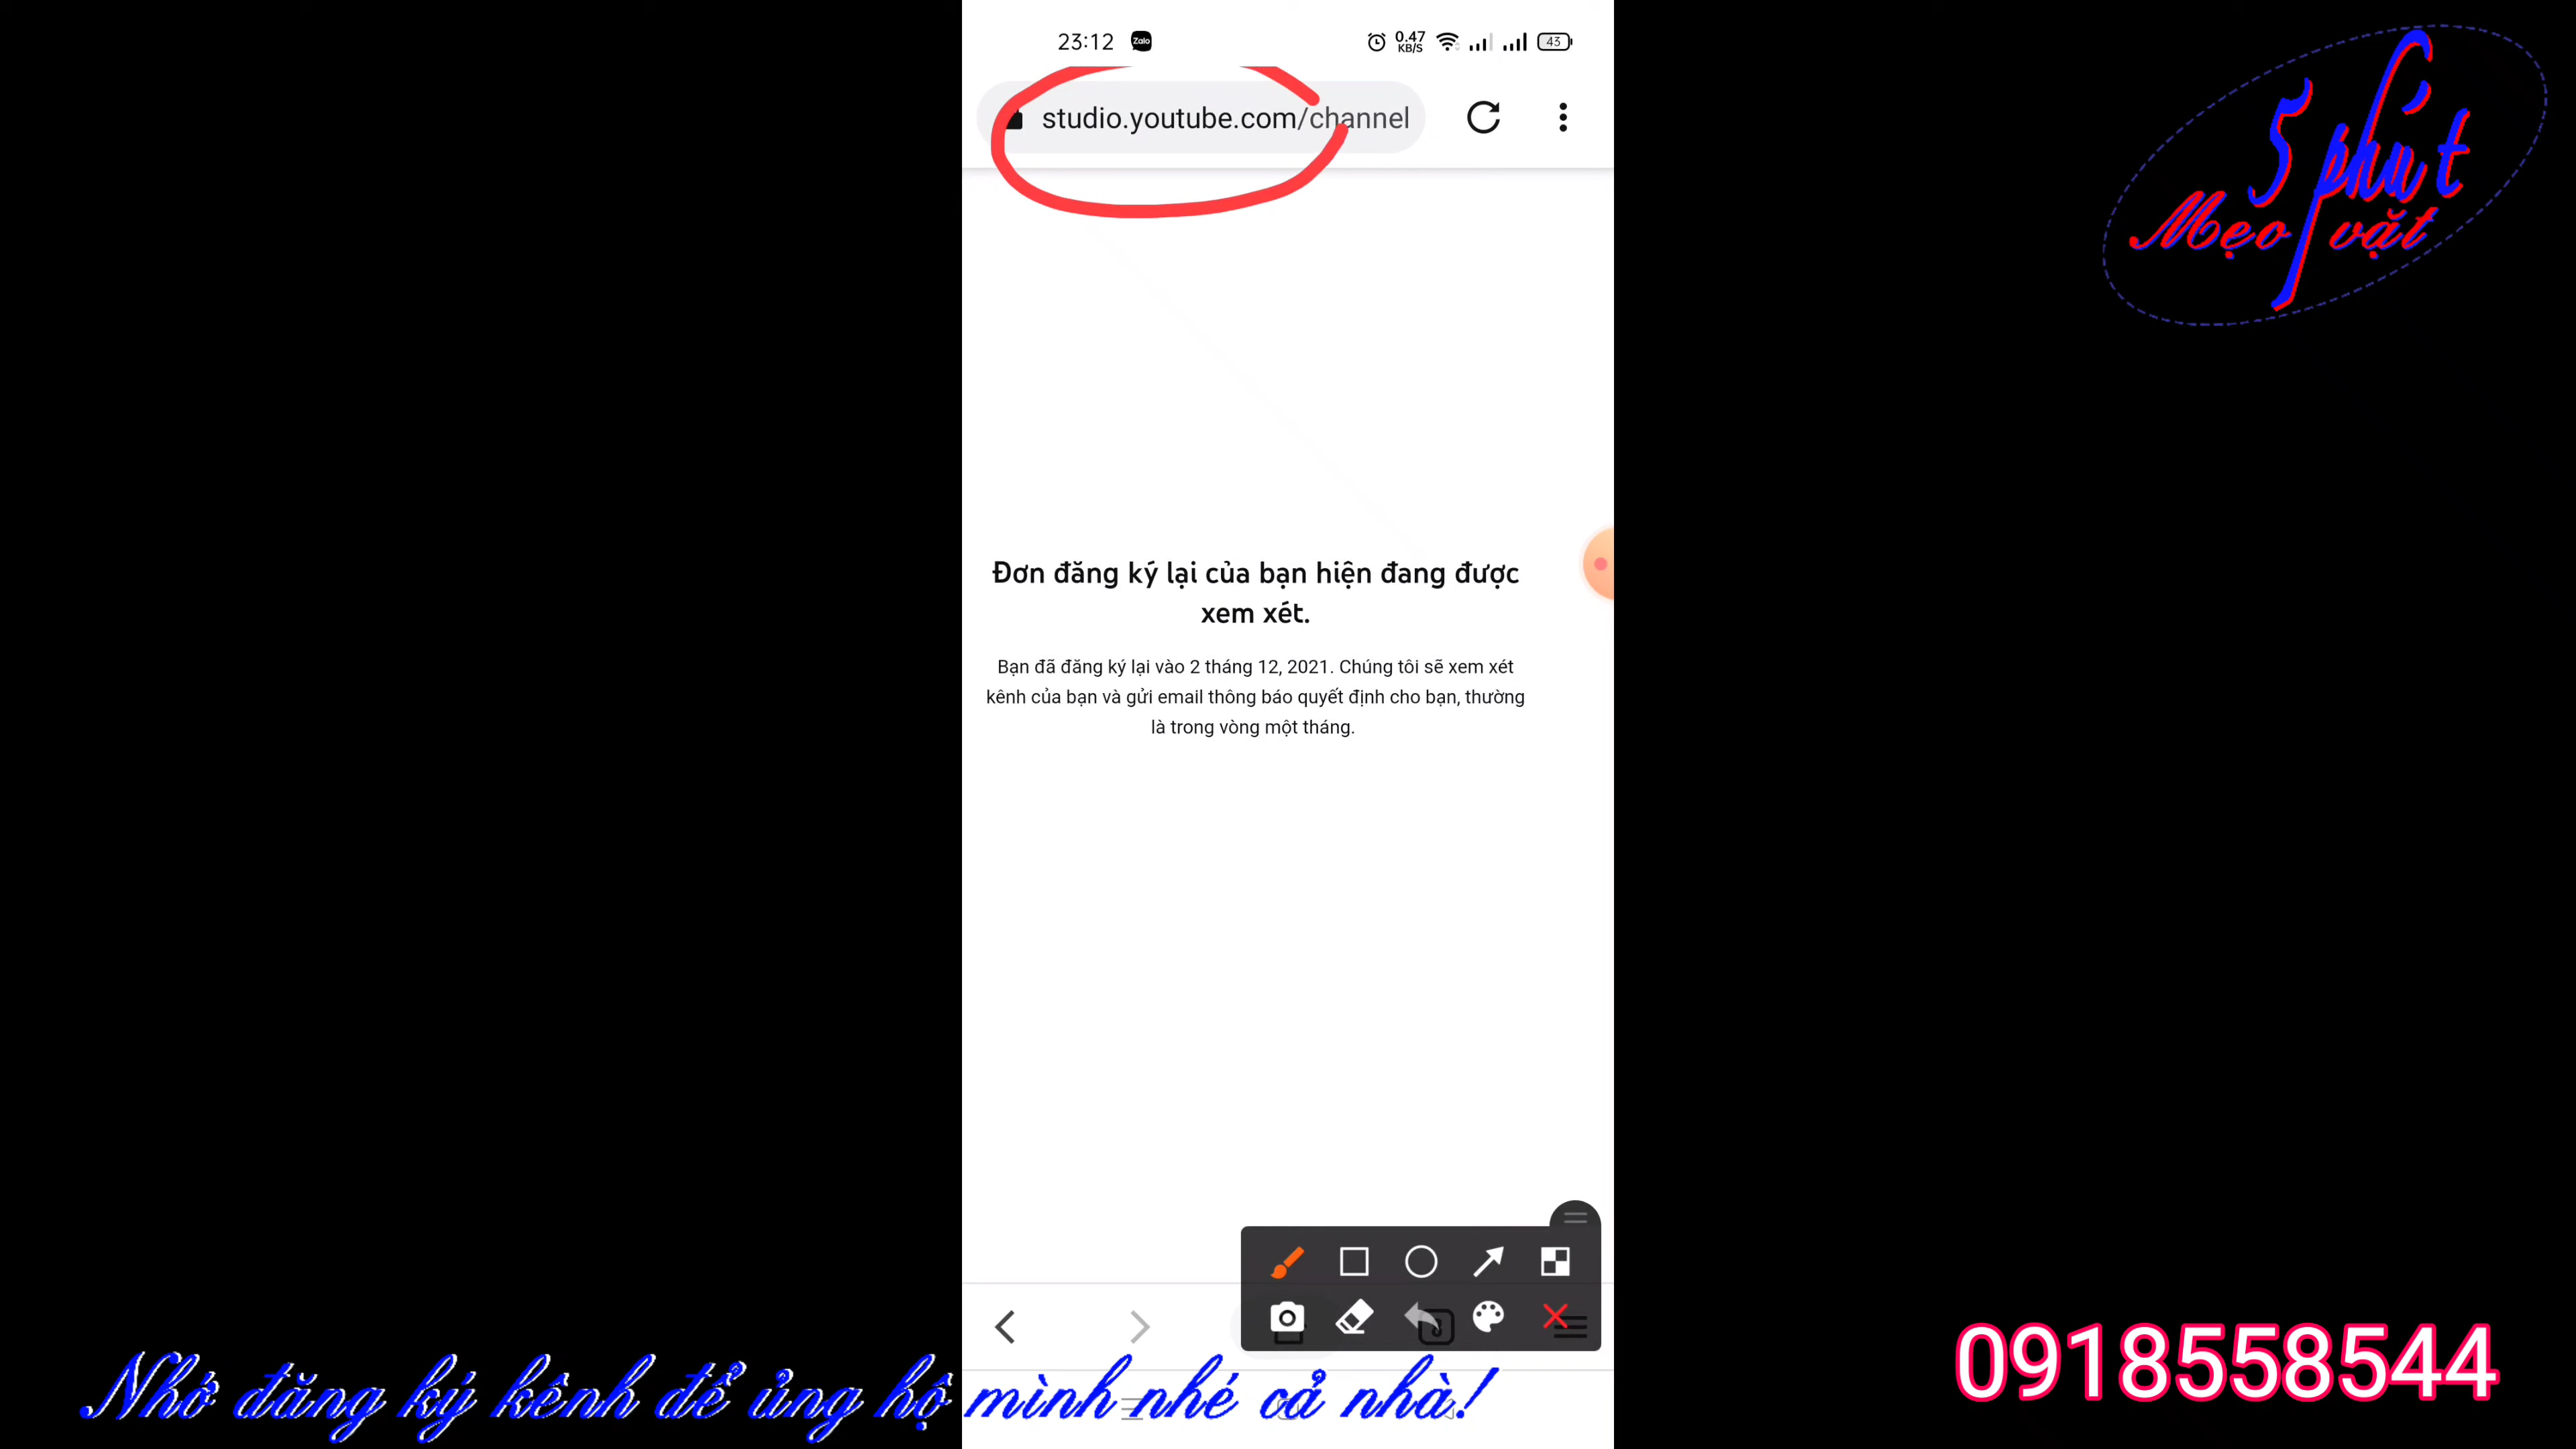 23:12 Zalo 0.47 KB/S 43
studio.youtube.com/channel
5 phút
Mẹo vặt
Đơn đăng ký lại của bạn hiện đang được
xem xét.
Bạn đã đăng ký lại vào 2 tháng 12, 2021. Chúng tôi sẽ xem xét
kênh của bạn và gửi email thông báo quyết định cho bạn, thường
là trong vòng một tháng.
Nhớ đăng ký kênh để ủng hộ mình nhé cả nhà!
0918558544